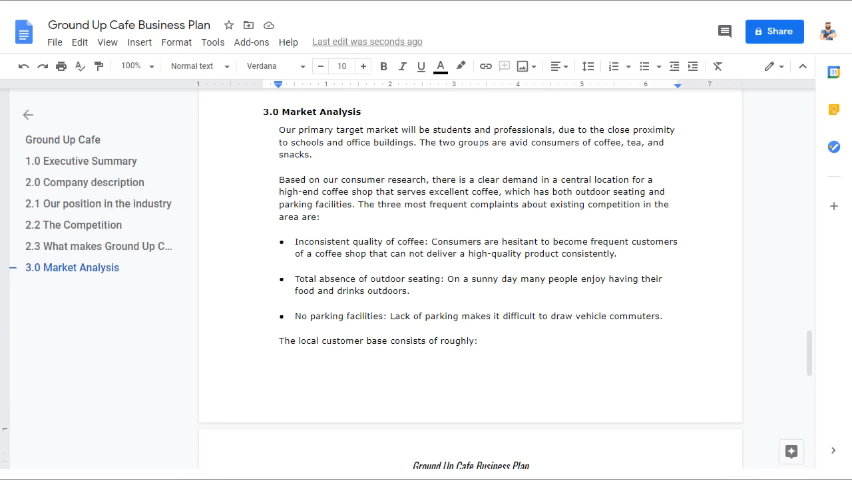 Ground Up Cafe Business Plan
File Edit View Insert Format Tools Add-ons Help Last edit was seconds ago
Share
100% Normal text Verdana 10 B I U A
1 1 2 3 4 5 6 7
Ground Up Cafe
1.0 Executive Summary
2.0 Company description
2.1 Our position in the industry
2.2 The Competition
2.3 What makes Ground Up C...
3.0 Market Analysis
3.0 Market Analysis
Our primary target market will be students and professionals, due to the close proximity
to schools and office buildings. The two groups are avid consumers of coffee, tea, and
snacks.
Based on our consumer research, there is a clear demand in a central location for a
high-end coffee shop that serves excellent coffee, which has both outdoor seating and
parking facilities. The three most frequent complaints about existing competition in the
area are:
● Inconsistent quality of coffee: Consumers are hesitant to become frequent customers
of a coffee shop that can not deliver a high-quality product consistently.
● Total absence of outdoor seating: On a sunny day many people enjoy having their
food and drinks outdoors.
● No parking facilities: Lack of parking makes it difficult to draw vehicle commuters.
The local customer base consists of roughly:
Ground Up Cafe Business Plan